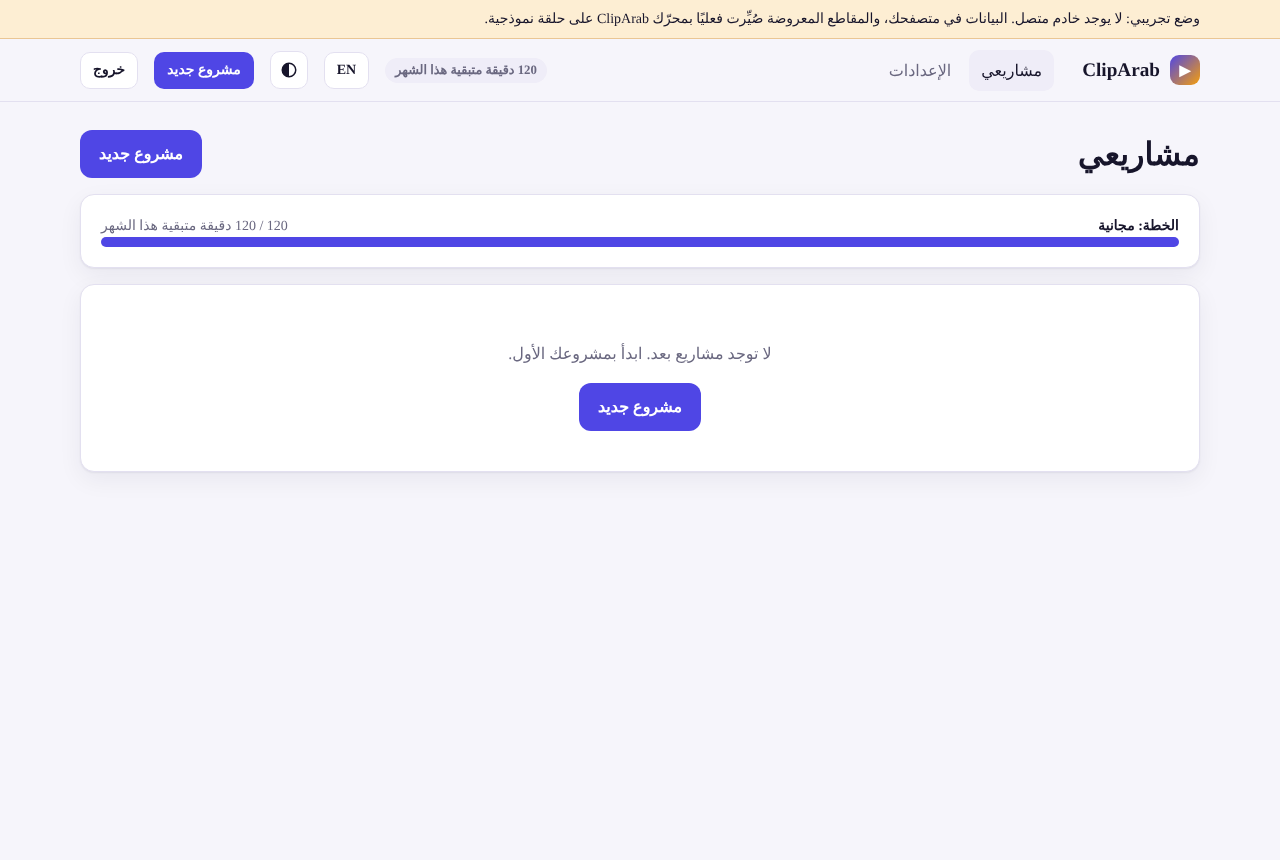 وضع تجريبي: لا يوجد خادم متصل. البيانات في متصفحك، والمقاطع المعروضة صُيِّرت فعليًا بمحرّك ClipArab على حلقة نموذجية.
ClipArab
مشاريعي
الإعدادات
120 دقيقة متبقية هذا الشهر
EN
مشروع جديد
خروج
مشاريعي
مشروع جديد
الخطة: مجانية
120 / 120 دقيقة متبقية هذا الشهر
لا توجد مشاريع بعد. ابدأ بمشروعك الأول.
مشروع جديد